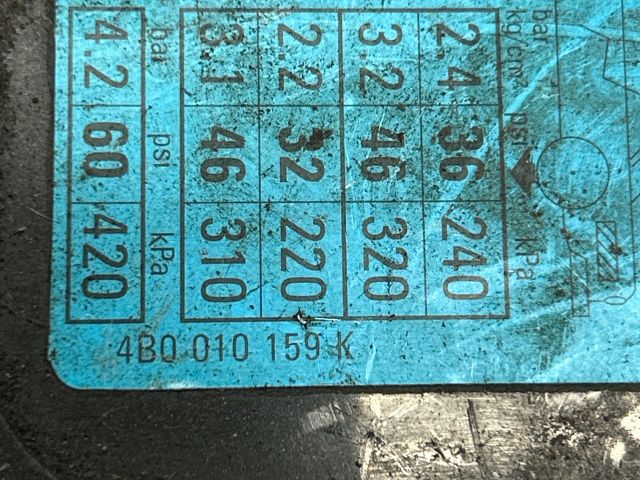 bar psi kPa
kg/cm²
2.4 36 240
3.2 46 320
2.2 32 220
3.1 46 310
bar psi kPa
4.2 60 420
4B0 010 159 K